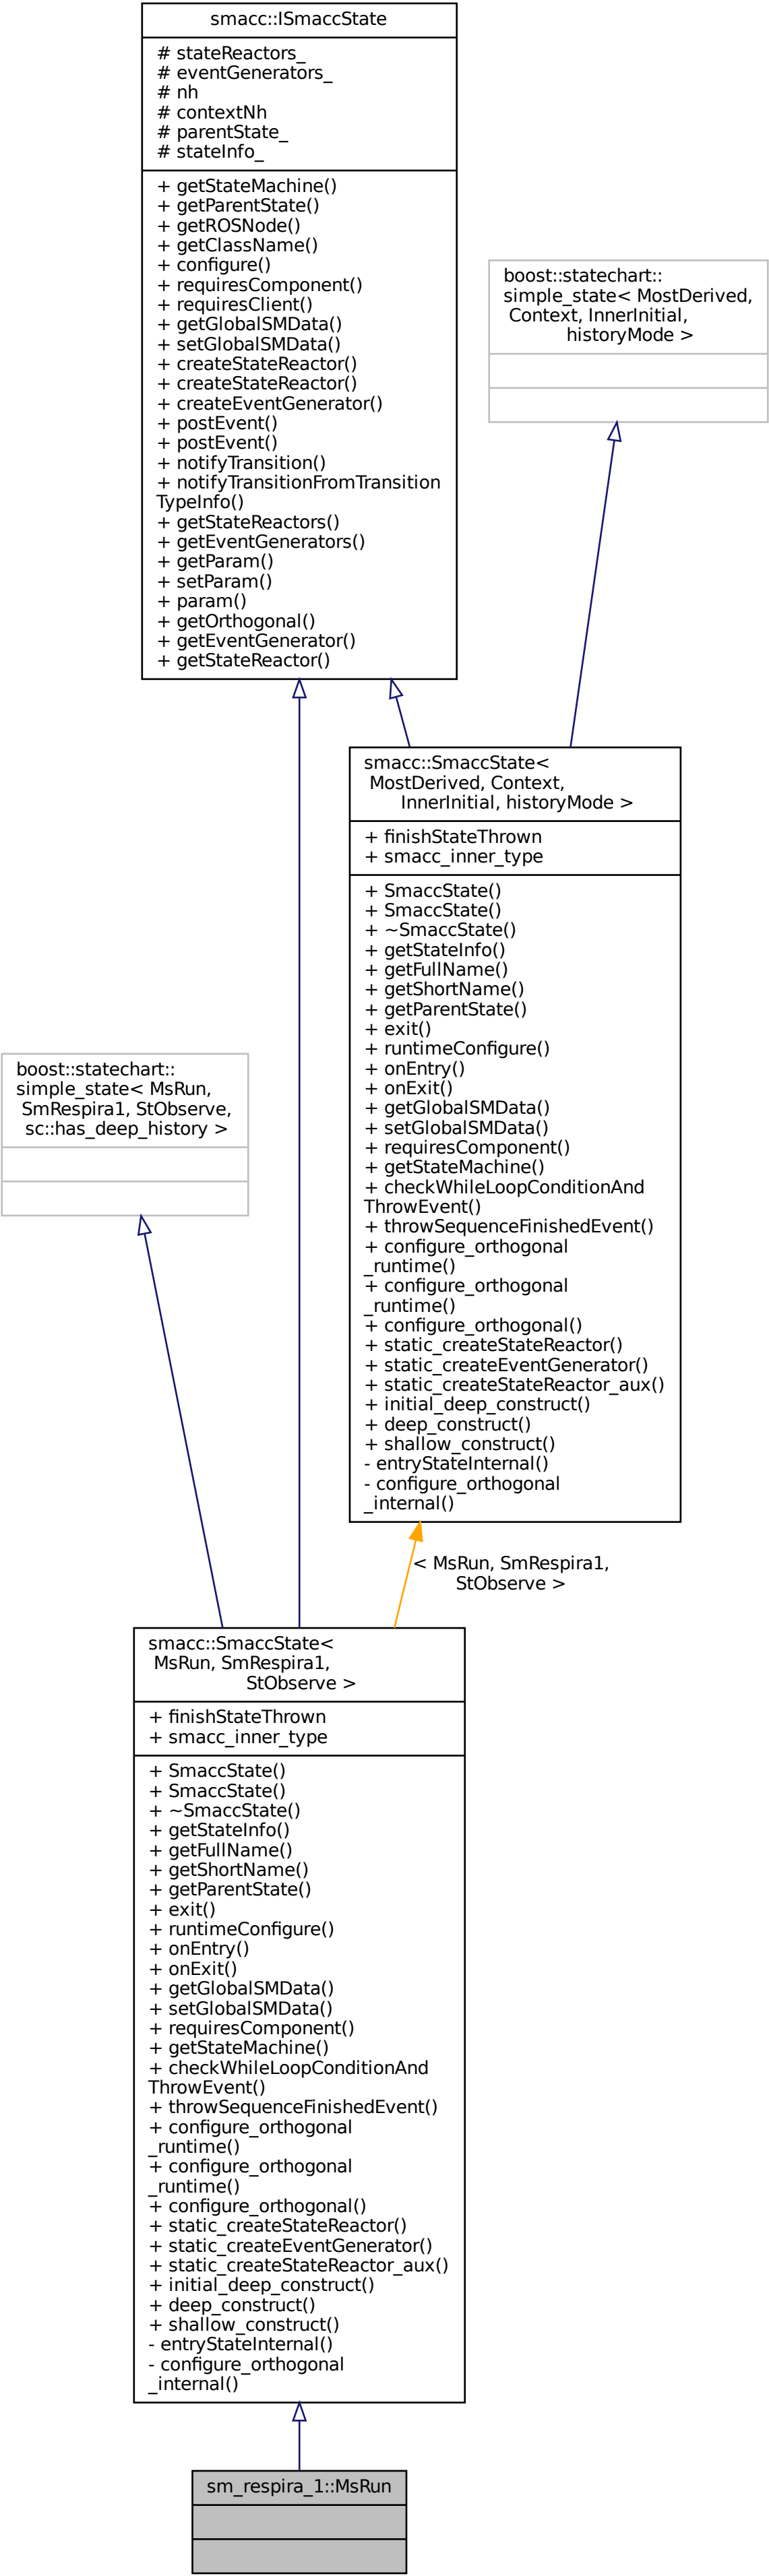 smacc::ISmaccState
# stateReactors_
# eventGenerators_
# nh
# contextNh
# parentState_
# stateInfo_
+ getStateMachine()
+ getParentState()
+ getROSNode()
+ getClassName()
+ configure()
+ requiresComponent()
+ requiresClient()
+ getGlobalSMData()
+ setGlobalSMData()
+ createStateReactor()
+ createStateReactor()
+ createEventGenerator()
+ postEvent()
+ postEvent()
+ notifyTransition()
+ notifyTransitionFromTransition
TypeInfo()
+ getStateReactors()
+ getEventGenerators()
+ getParam()
+ setParam()
+ param()
+ getOrthogonal()
+ getEventGenerator()
+ getStateReactor()
boost::statechart::
simple_state< MostDerived,
Context, InnerInitial,
historyMode >
smacc::SmaccState<
MostDerived, Context,
InnerInitial, historyMode >
+ finishStateThrown
+ smacc_inner_type
+ SmaccState()
+ SmaccState()
+ ~SmaccState()
+ getStateInfo()
+ getFullName()
+ getShortName()
+ getParentState()
+ exit()
+ runtimeConfigure()
+ onEntry()
+ onExit()
+ getGlobalSMData()
+ setGlobalSMData()
+ requiresComponent()
+ getStateMachine()
+ checkWhileLoopConditionAnd
ThrowEvent()
+ throwSequenceFinishedEvent()
+ configure_orthogonal
_runtime()
+ configure_orthogonal
_runtime()
+ configure_orthogonal()
+ static_createStateReactor()
+ static_createEventGenerator()
+ static_createStateReactor_aux()
+ initial_deep_construct()
+ deep_construct()
+ shallow_construct()
- entryStateInternal()
- configure_orthogonal
_internal()
boost::statechart::
simple_state< MsRun,
SmRespira1, StObserve,
sc::has_deep_history >
< MsRun, SmRespira1,
StObserve >
smacc::SmaccState<
MsRun, SmRespira1,
StObserve >
+ finishStateThrown
+ smacc_inner_type
+ SmaccState()
+ SmaccState()
+ ~SmaccState()
+ getStateInfo()
+ getFullName()
+ getShortName()
+ getParentState()
+ exit()
+ runtimeConfigure()
+ onEntry()
+ onExit()
+ getGlobalSMData()
+ setGlobalSMData()
+ requiresComponent()
+ getStateMachine()
+ checkWhileLoopConditionAnd
ThrowEvent()
+ throwSequenceFinishedEvent()
+ configure_orthogonal
_runtime()
+ configure_orthogonal
_runtime()
+ configure_orthogonal()
+ static_createStateReactor()
+ static_createEventGenerator()
+ static_createStateReactor_aux()
+ initial_deep_construct()
+ deep_construct()
+ shallow_construct()
- entryStateInternal()
- configure_orthogonal
_internal()
sm_respira_1::MsRun